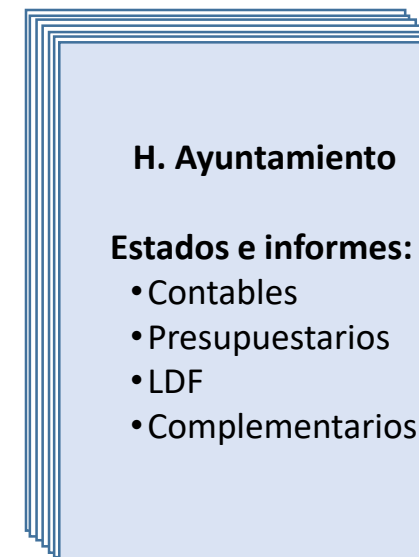 H. Ayuntamiento
Estados e informes:
•Contables
•Presupuestarios
•LDF
•Complementarios